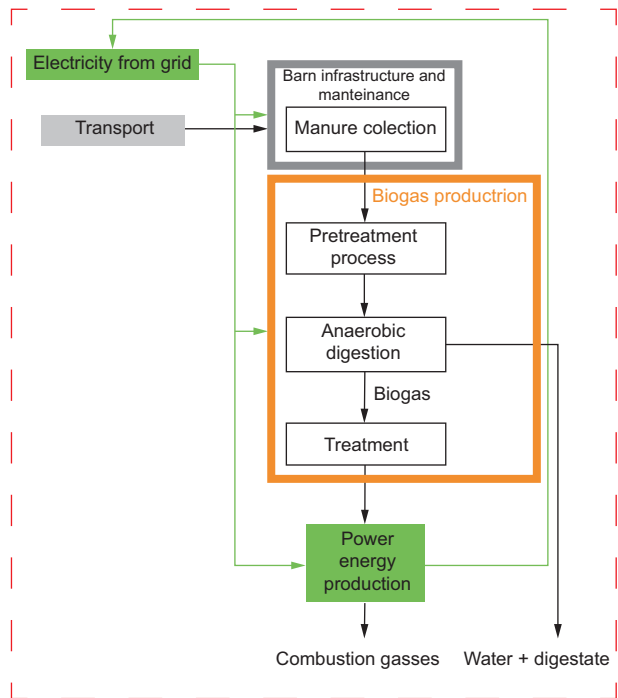 Electricity from grid
Barn infrastructure and
manteinance
Transport
Manure colection
Biogas productrion
Pretreatment
process
Anaerobic
digestion
Biogas
Treatment
Power
energy
production
Combustion gasses
Water + digestate